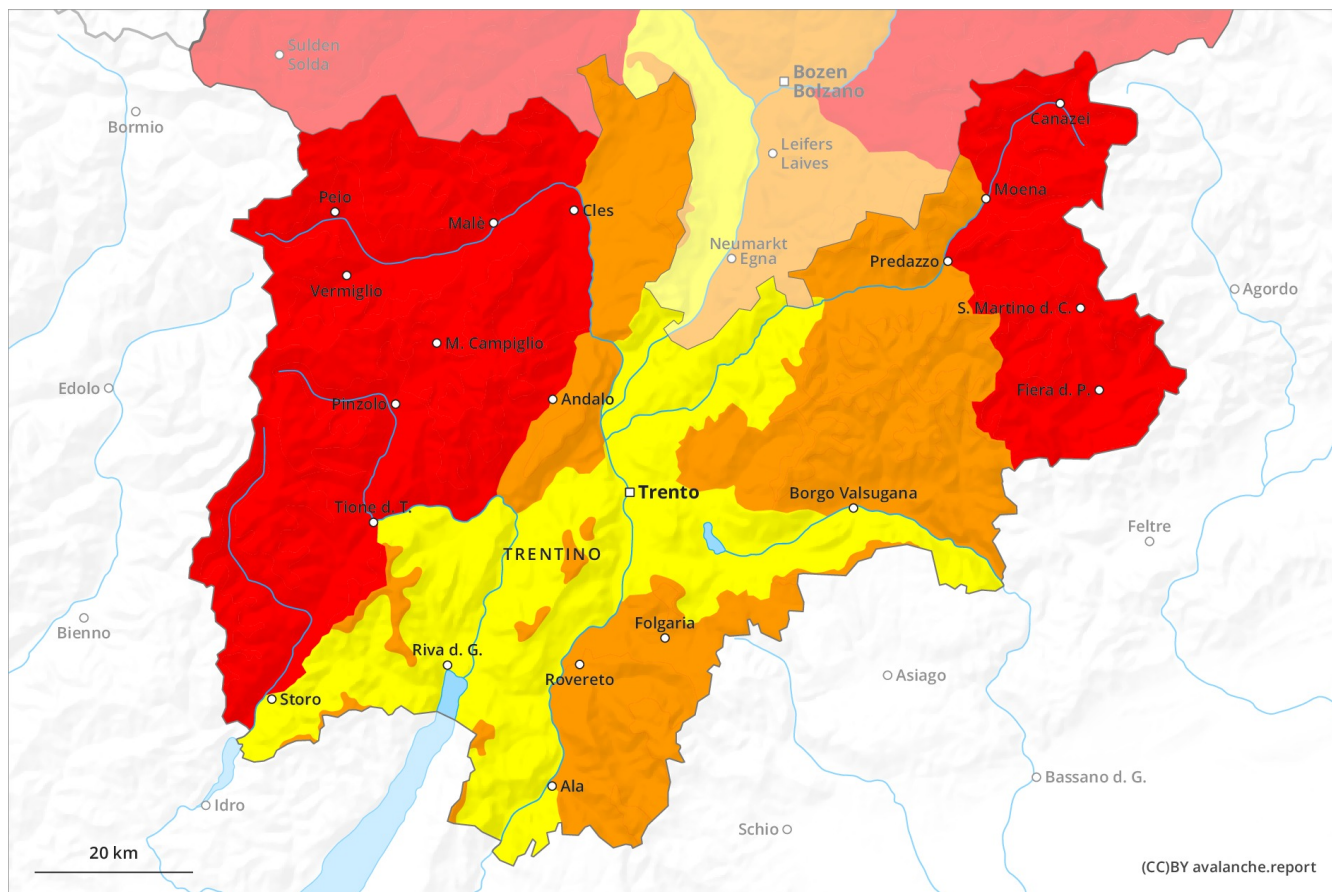 Sulden
Solda
Bozen
Bolzano
Bormio
Canazei
Leifers
Laives
Pejo
Moena
Cles
Malè
Neumarkt
Egna
Predazzo
Vermiglio
Agordo
S. Martino d. C.
M. Campiglio
Edolo
Fiera d. P.
Pinzolo
Andalo
Trento
Borgo Valsugana
Tione d. T.
Feltre
TRENTINO
Bienno
Folgaria
Riva d. G.
Asiago
Rovereto
Storo
Bassano d. G.
Ala
Idro
Schio
20 km
(CC)BY avalanche.report